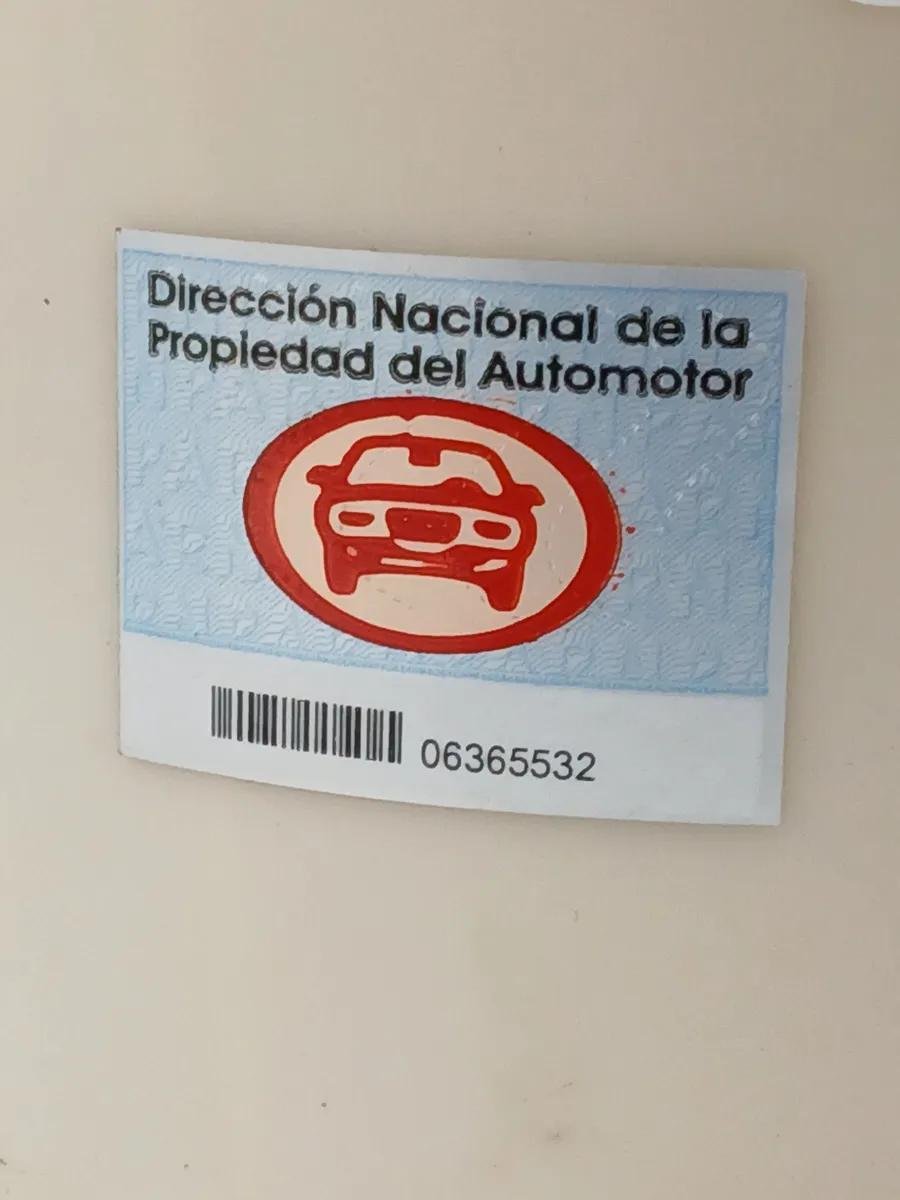 Dirección Nacional de la
Propiedad del Automotor
06365532